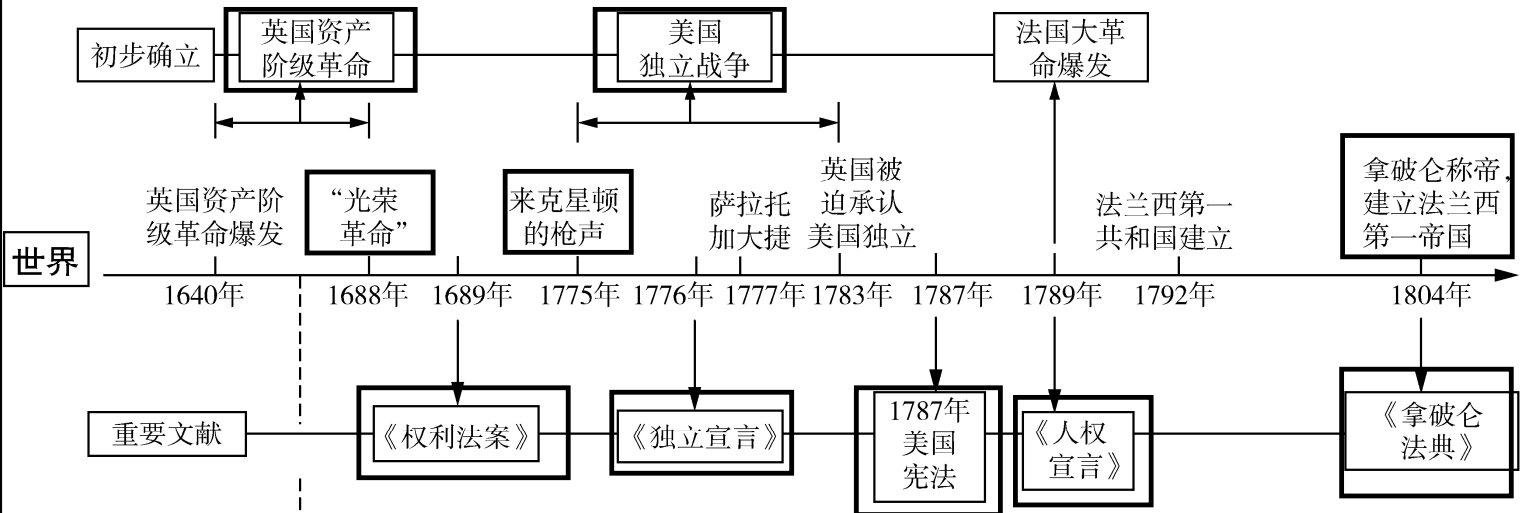 初步确立
英国资产
阶级革命
美国
独立战争
法国大革
命爆发
英国资产阶
级革命爆发
“光荣
革命”
来克星顿
的枪声
萨拉托
加大捷
英国被
迫承认
美国独立
法兰西第一
共和国建立
拿破仑称帝，
建立法兰西
第一帝国
世界
1640年
1688年
1689年
1775年
1776年
1777年
1783年
1787年
1789年
1792年
1804年
重要文献
《权利法案》
《独立宣言》
1787年
美国
宪法
《人权
宣言》
《拿破仑
法典》